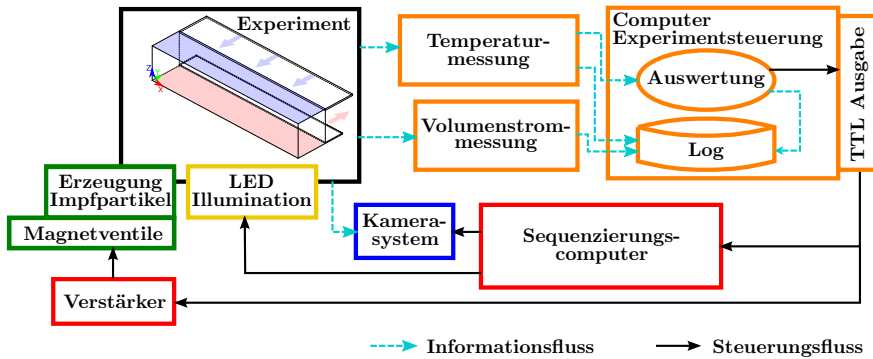 Experiment
Z
Y
X
Temperatur-
messung
Volumenstrom-
messung
Computer
Experimentsteuerung
Auswertung
Log
TTL Ausgabe
Erzeugung
Impfpartikel
Magnetventile
LED
Illumination
Kamera-
system
Sequenzierungs-
computer
Verstärker
Informationsfluss
Steuerungsfluss